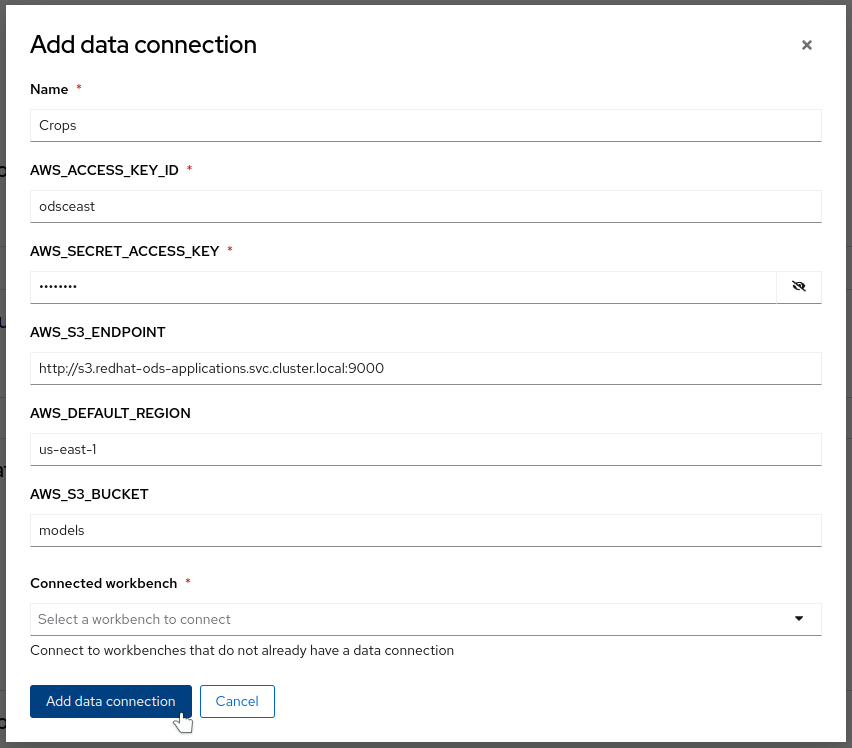 Add data connection
Name *
Crops
AWS_ACCESS_KEY_ID *
odsceast
AWS_SECRET_ACCESS_KEY *
••••••••
AWS_S3_ENDPOINT
http://s3.redhat-ods-applications.svc.cluster.local:9000
AWS_DEFAULT_REGION
us-east-1
AWS_S3_BUCKET
models
Connected workbench *
Select a workbench to connect
Connect to workbenches that do not already have a data connection
Add data connection Cancel